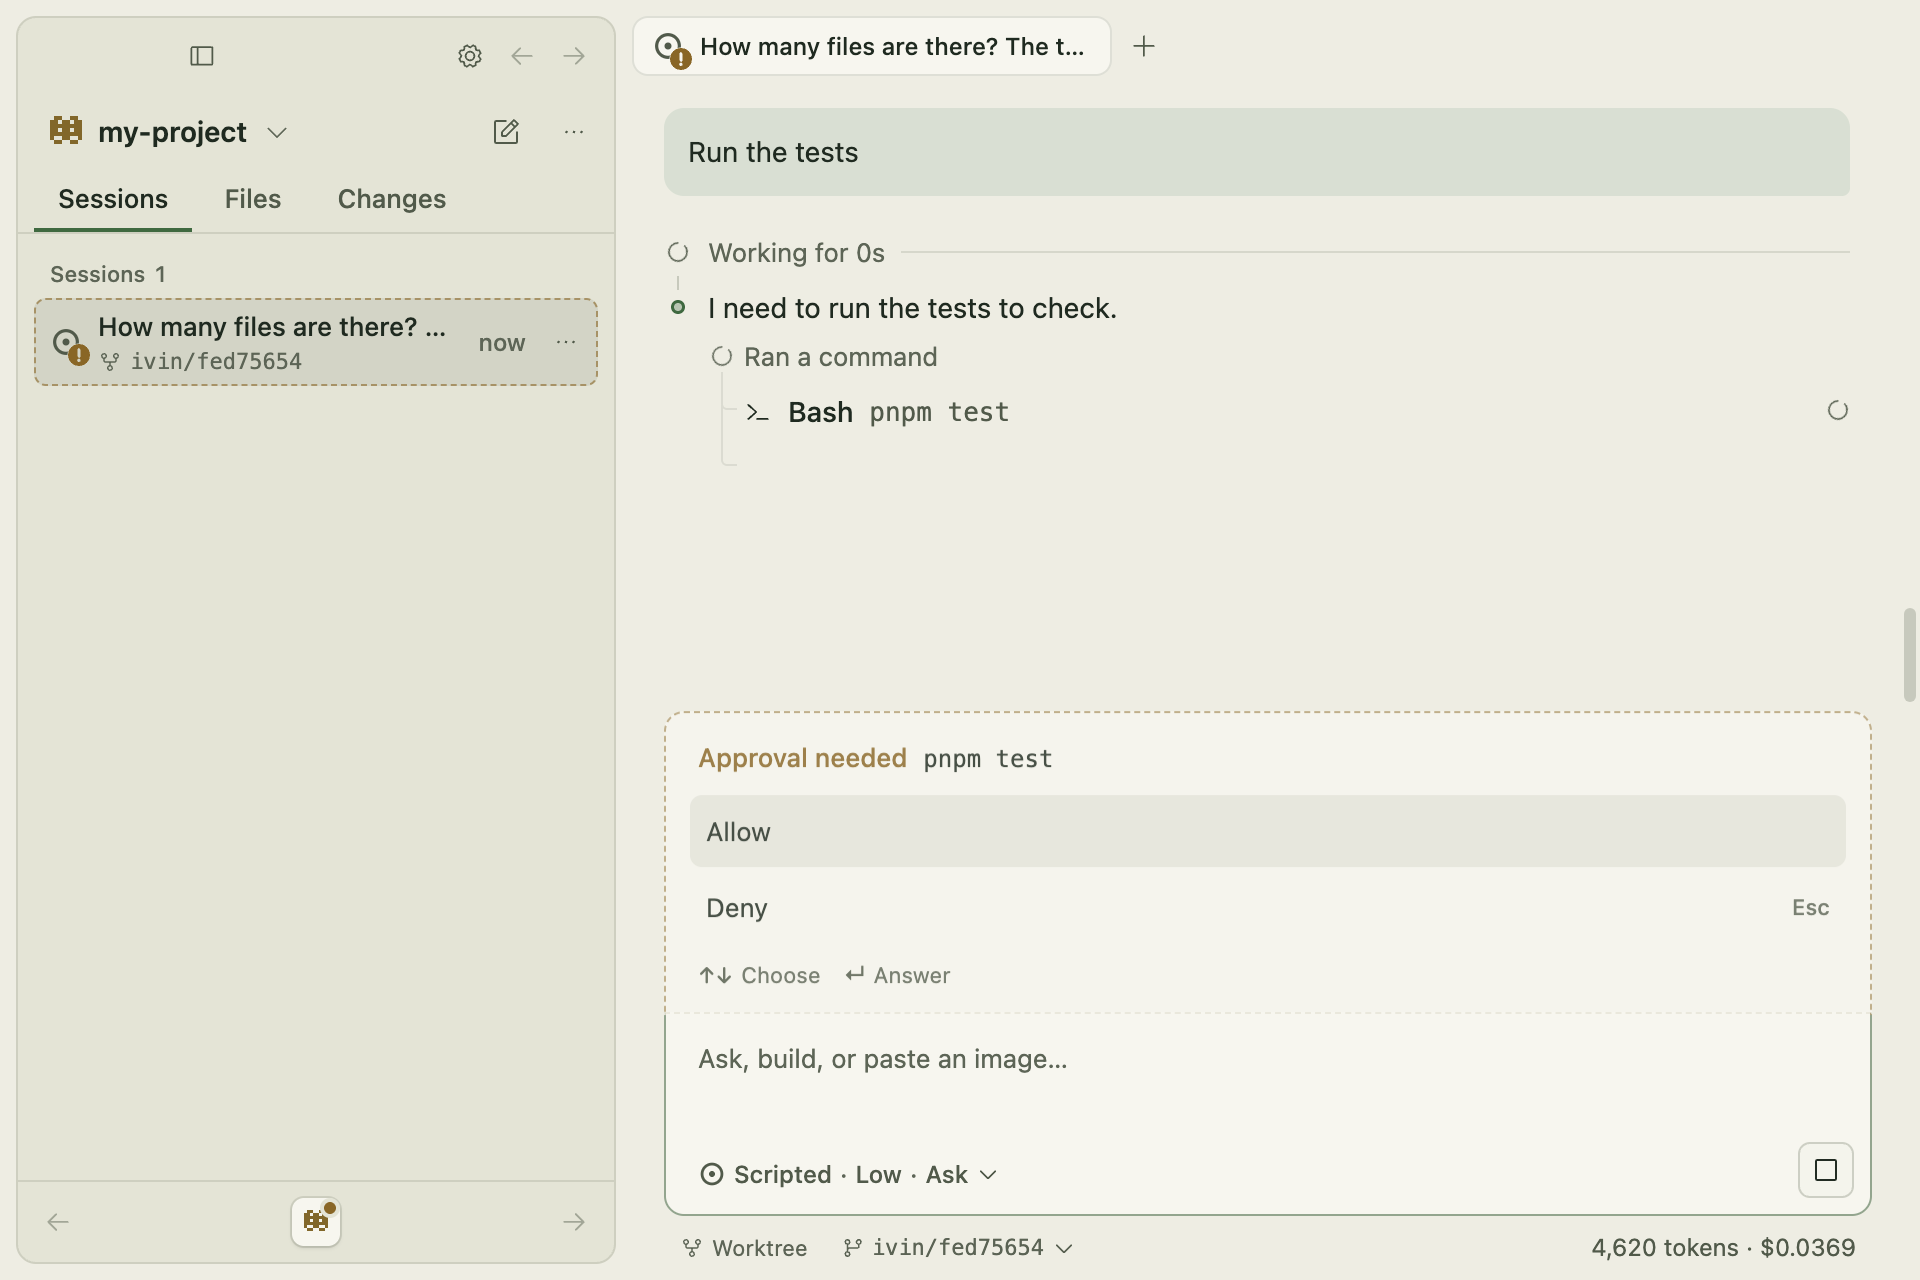 my-project
Sessions Files Changes
Sessions 1
How many files are there? ...
now
ivin/fed75654
How many files are there? The t...
Run the tests
Working for 0s
I need to run the tests to check.
Ran a command
Bash pnpm test
Approval needed pnpm test
Allow
Deny Esc
↑↓ Choose ↵ Answer
Ask, build, or paste an image...
Scripted · Low · Ask
Worktree ivin/fed75654 4,620 tokens · $0.0369